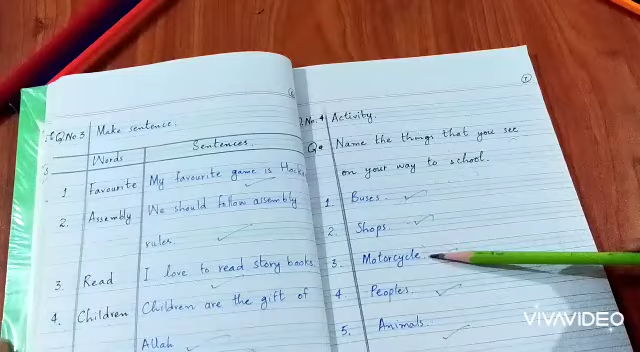 Q No.3 Make sentence.
Words Sentences.
1 Favourite My favourite game is
2. Assembly We should follow assembly
rules.
3 Read I love to read story books.
4. Children Children are the gift of
Allah
No.4 Activity.
Name the things that you see
on your way to school.
1. Buses
2. Shops
3. Motorcycle
4. Peoples
5. Animals
VIVAVIDEO